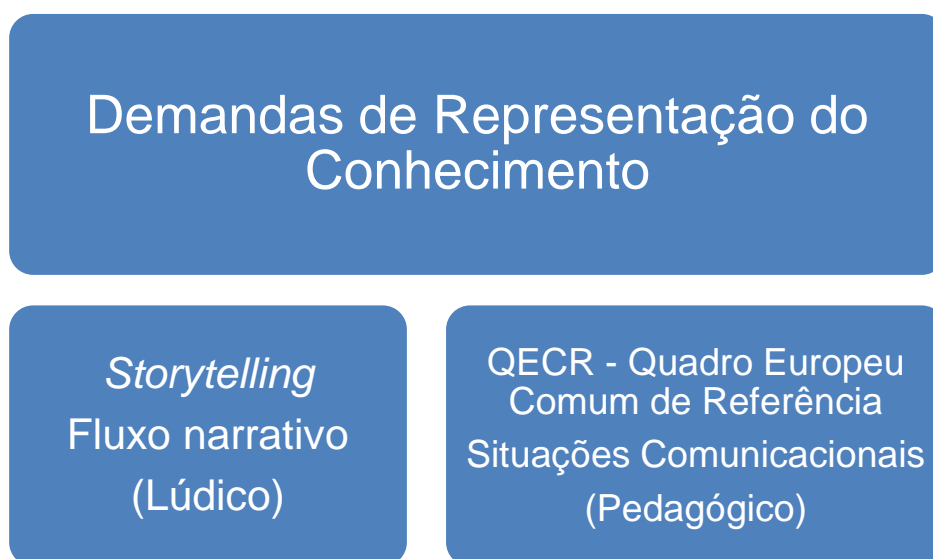 Demandas de Representação do
Conhecimento
Storytelling
Fluxo narrativo
(Lúdico)
QECR - Quadro Europeu
Comum de Referência
Situações Comunicacionais
(Pedagógico)